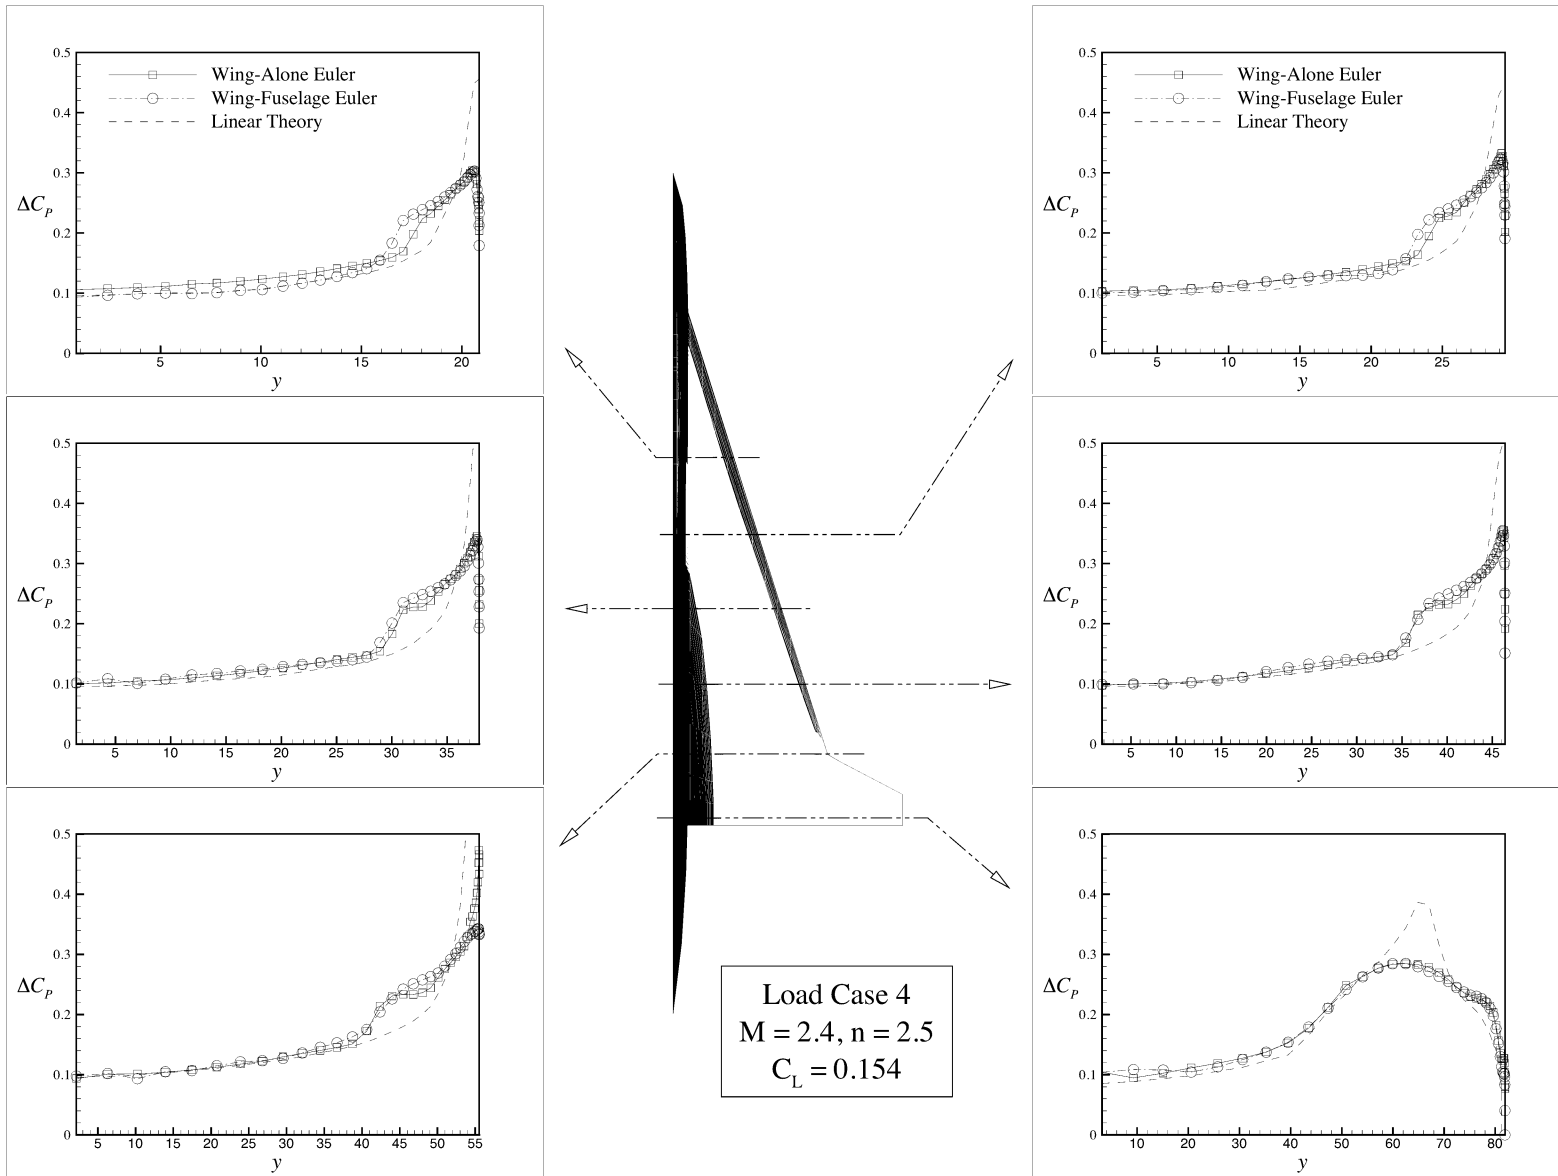 0.5
Wing-Alone Euler
Wing-Fuselage Euler
Linear Theory
0.4
0.3
ΔC_P
0.2
0.1
0
5 10 15 20
y
0.5
Wing-Alone Euler
Wing-Fuselage Euler
Linear Theory
0.4
0.3
ΔC_P
0.2
0.1
0
5 10 15 20 25
y
0.5
0.4
0.3
ΔC_P
0.2
0.1
0
5 10 15 20 25 30 35
y
0.5
0.4
0.3
ΔC_P
0.2
0.1
0
5 10 15 20 25 30 35 40 45
y
0.5
0.4
0.3
ΔC_P
0.2
0.1
0
5 10 15 20 25 30 35 40 45 50 55
y
Load Case 4
M = 2.4, n = 2.5
C_L = 0.154
0.5
0.4
0.3
ΔC_P
0.2
0.1
0
10 20 30 40 50 60 70 80
y